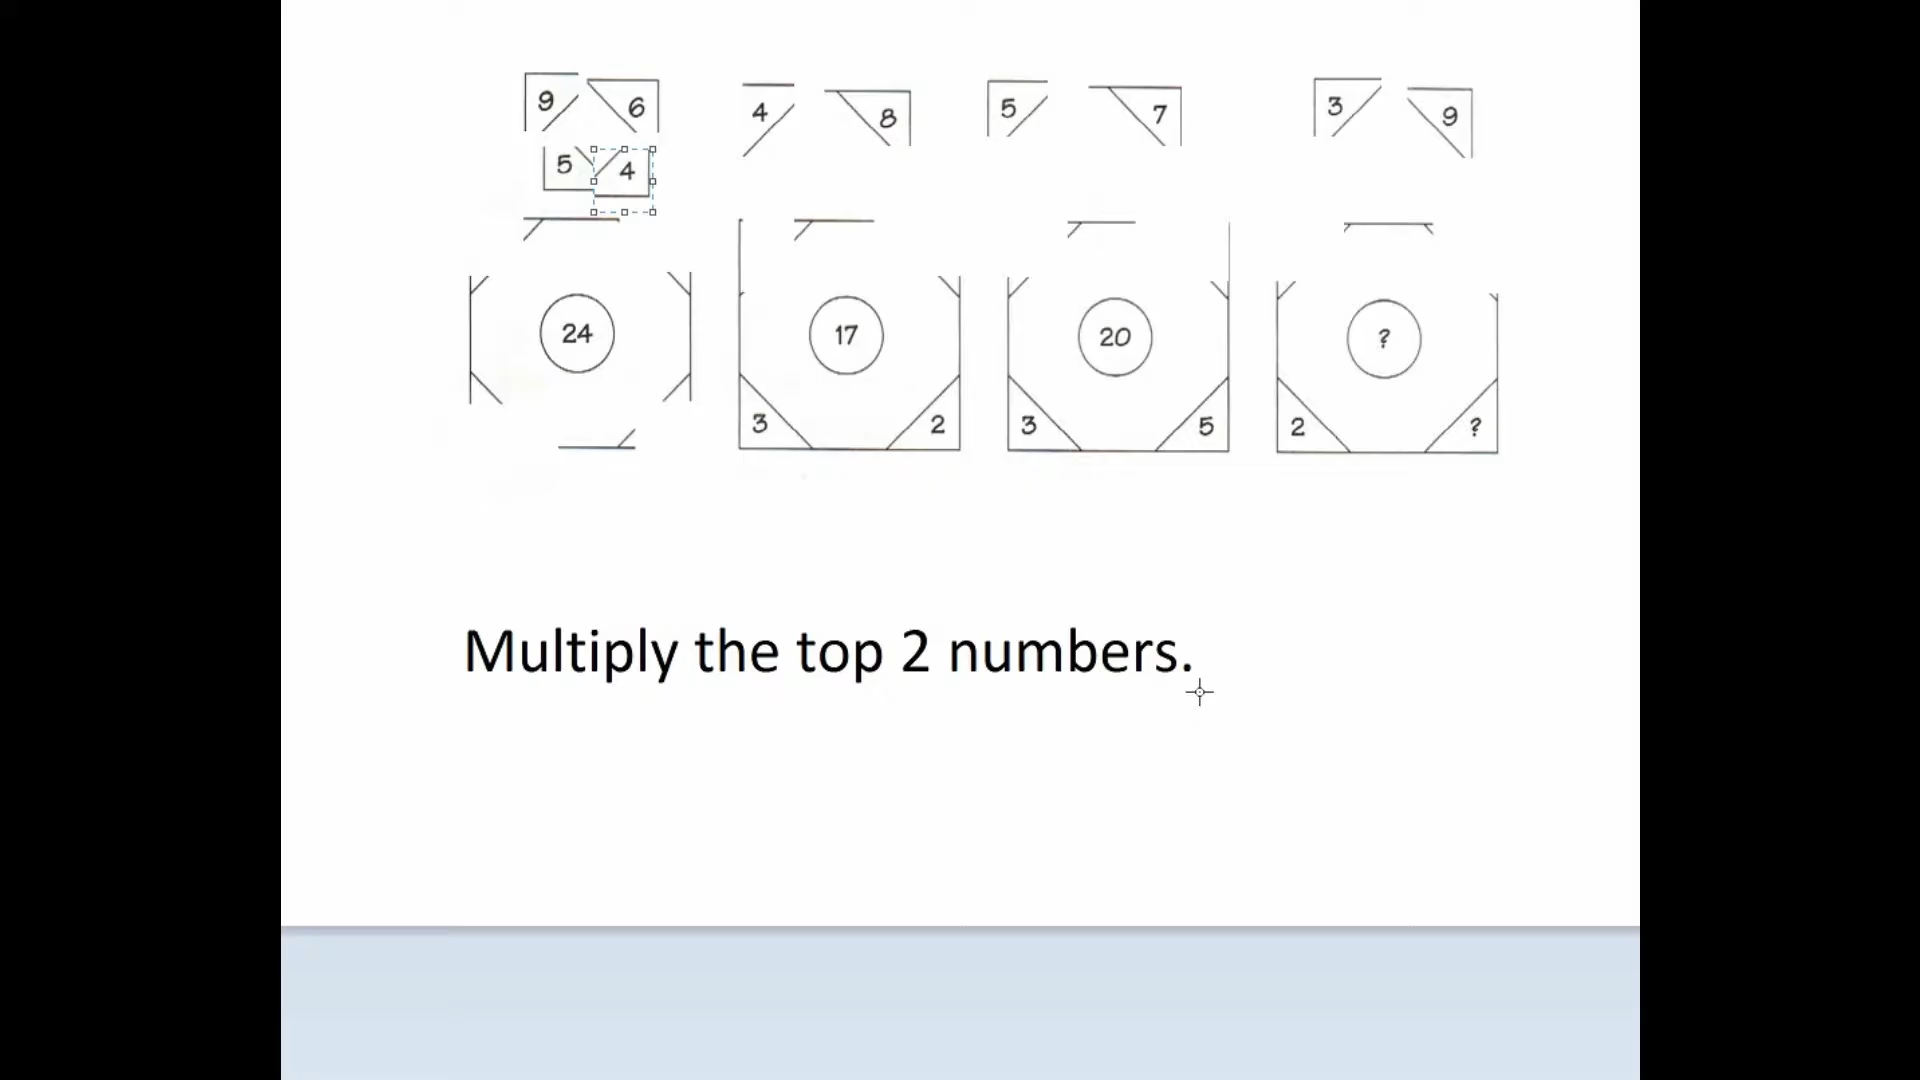 9 6 4 8 5 7 3 9
5 4
24 17 20 ?
3 2 3 5 2 ?
Multiply the top 2 numbers.